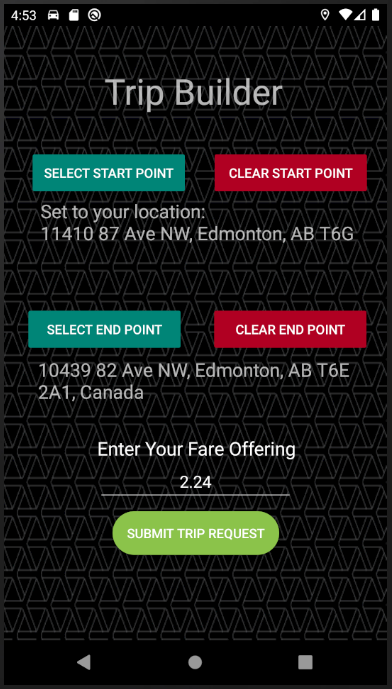 4:53
Trip Builder
SELECT START POINT
CLEAR START POINT
Set to your location:
11410 87 Ave NW, Edmonton, AB T6G
SELECT END POINT
CLEAR END POINT
10439 82 Ave NW, Edmonton, AB T6E
2A1, Canada
Enter Your Fare Offering
2.24
SUBMIT TRIP REQUEST